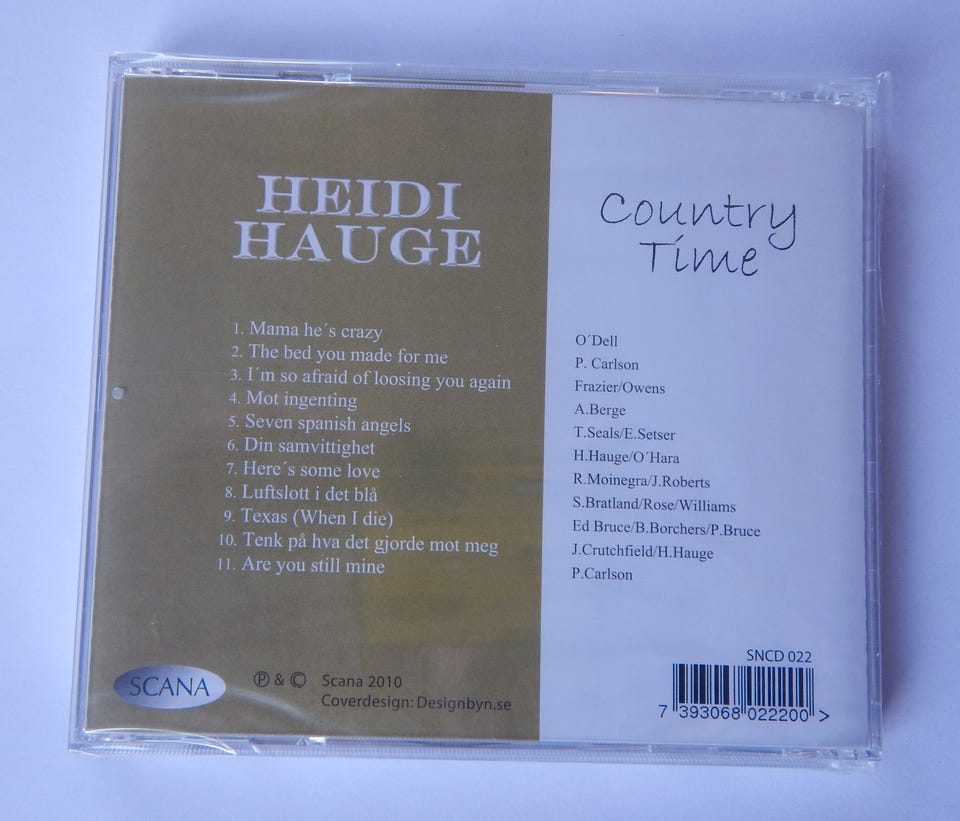 HEIDI
HAUGE
Country
Time
1. Mama he´s crazy
2. The bed you made for me
3. I´m so afraid of loosing you again
4. Mot ingenting
5. Seven spanish angels
6. Din samvittighet
7. Here´s some love
8. Luftslott i det blå
9. Texas (When I die)
10. Tenk på hva det gjorde mot meg
11. Are you still mine
O´Dell
P. Carlson
Frazier/Owens
A.Berge
T.Seals/E.Setser
H.Hauge/O´Hara
R.Moinegra/J.Roberts
S.Bratland/Rose/Williams
Ed Bruce/B.Borchers/P.Bruce
J.Crutchfield/H.Hauge
P.Carlson
SCANA
℗ & © Scana 2010
Coverdesign: Designbyn.se
SNCD 022
7 393068 022200 >